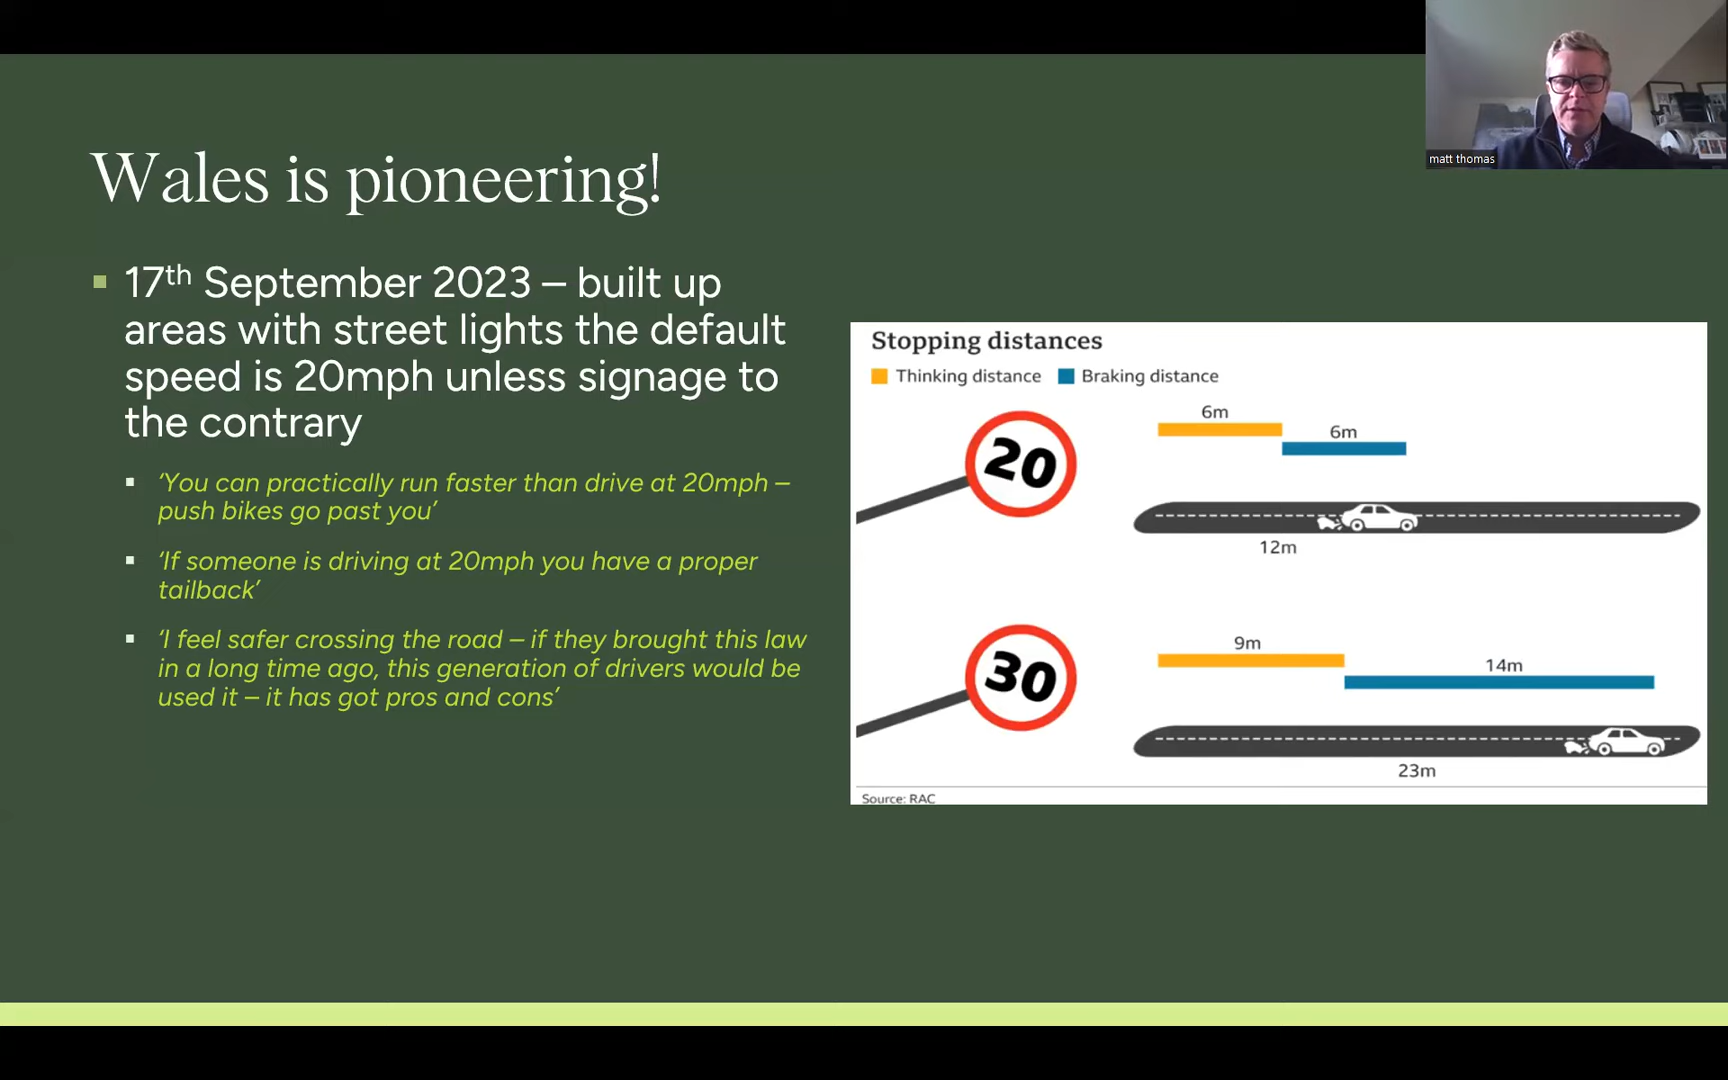 matt thomas
Wales is pioneering!
17th September 2023 – built up
areas with street lights the default
speed is 20mph unless signage to
the contrary
‘You can practically run faster than drive at 20mph –
push bikes go past you’
‘If someone is driving at 20mph you have a proper
tailback’
‘I feel safer crossing the road – if they brought this law
in a long time ago, this generation of drivers would be
used it – it has got pros and cons’
Stopping distances
Thinking distance Braking distance
20
6m
6m
12m
30
9m
14m
23m
Source: RAC